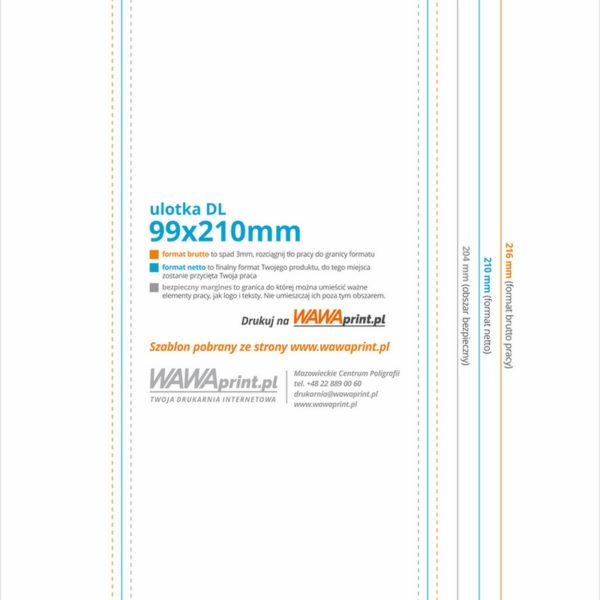 ulotka DL
99x210mm
format brutto to spad 3mm, rozciągnij tło pracy do granicy formatu
format netto to finalny format Twojego produktu, do tego miejsca
zostanie przycięta Twoja praca
bezpieczny margines to granica do której można umieścić ważne
elementy pracy, jak logo i teksty. Nie umieszczaj ich poza tym obszarem.
Drukuj na WAWAprint.pl
Szablon pobrany ze strony www.wawaprint.pl
WAWAprint.pl
TWOJA DRUKARNIA INTERNETOWA
Mazowieckie Centrum Poligrafii
tel. +48 22 889 00 60
drukarnia@wawaprint.pl
www.wawaprint.pl
204 mm (obszar bezpieczny)
210 mm (format netto)
216 mm (format brutto pracy)